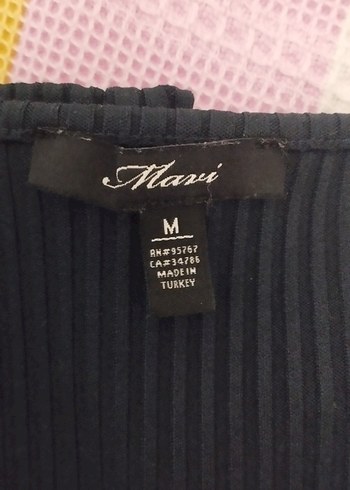 Mavi
M
RN#95767
CA#34786
MADE IN
TURKEY